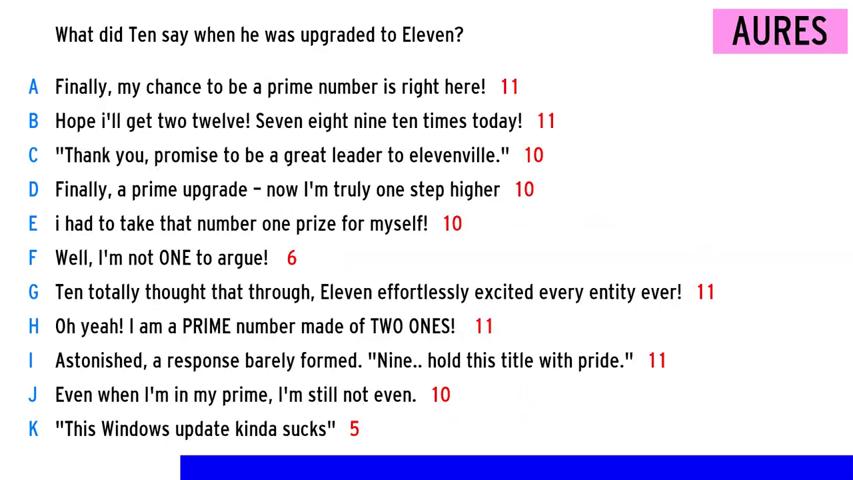 What did Ten say when he was upgraded to Eleven?
AURES
A Finally, my chance to be a prime number is right here! 11
B Hope i'll get two twelve! Seven eight nine ten times today! 11
C "Thank you, promise to be a great leader to elevenville." 10
D Finally, a prime upgrade – now I'm truly one step higher 10
E i had to take that number one prize for myself! 10
F Well, I'm not ONE to argue! 6
G Ten totally thought that through, Eleven effortlessly excited every entity ever! 11
H Oh yeah! I am a PRIME number made of TWO ONES! 11
I Astonished, a response barely formed. "Nine.. hold this title with pride." 11
J Even when I'm in my prime, I'm still not even. 10
K "This Windows update kinda sucks" 5